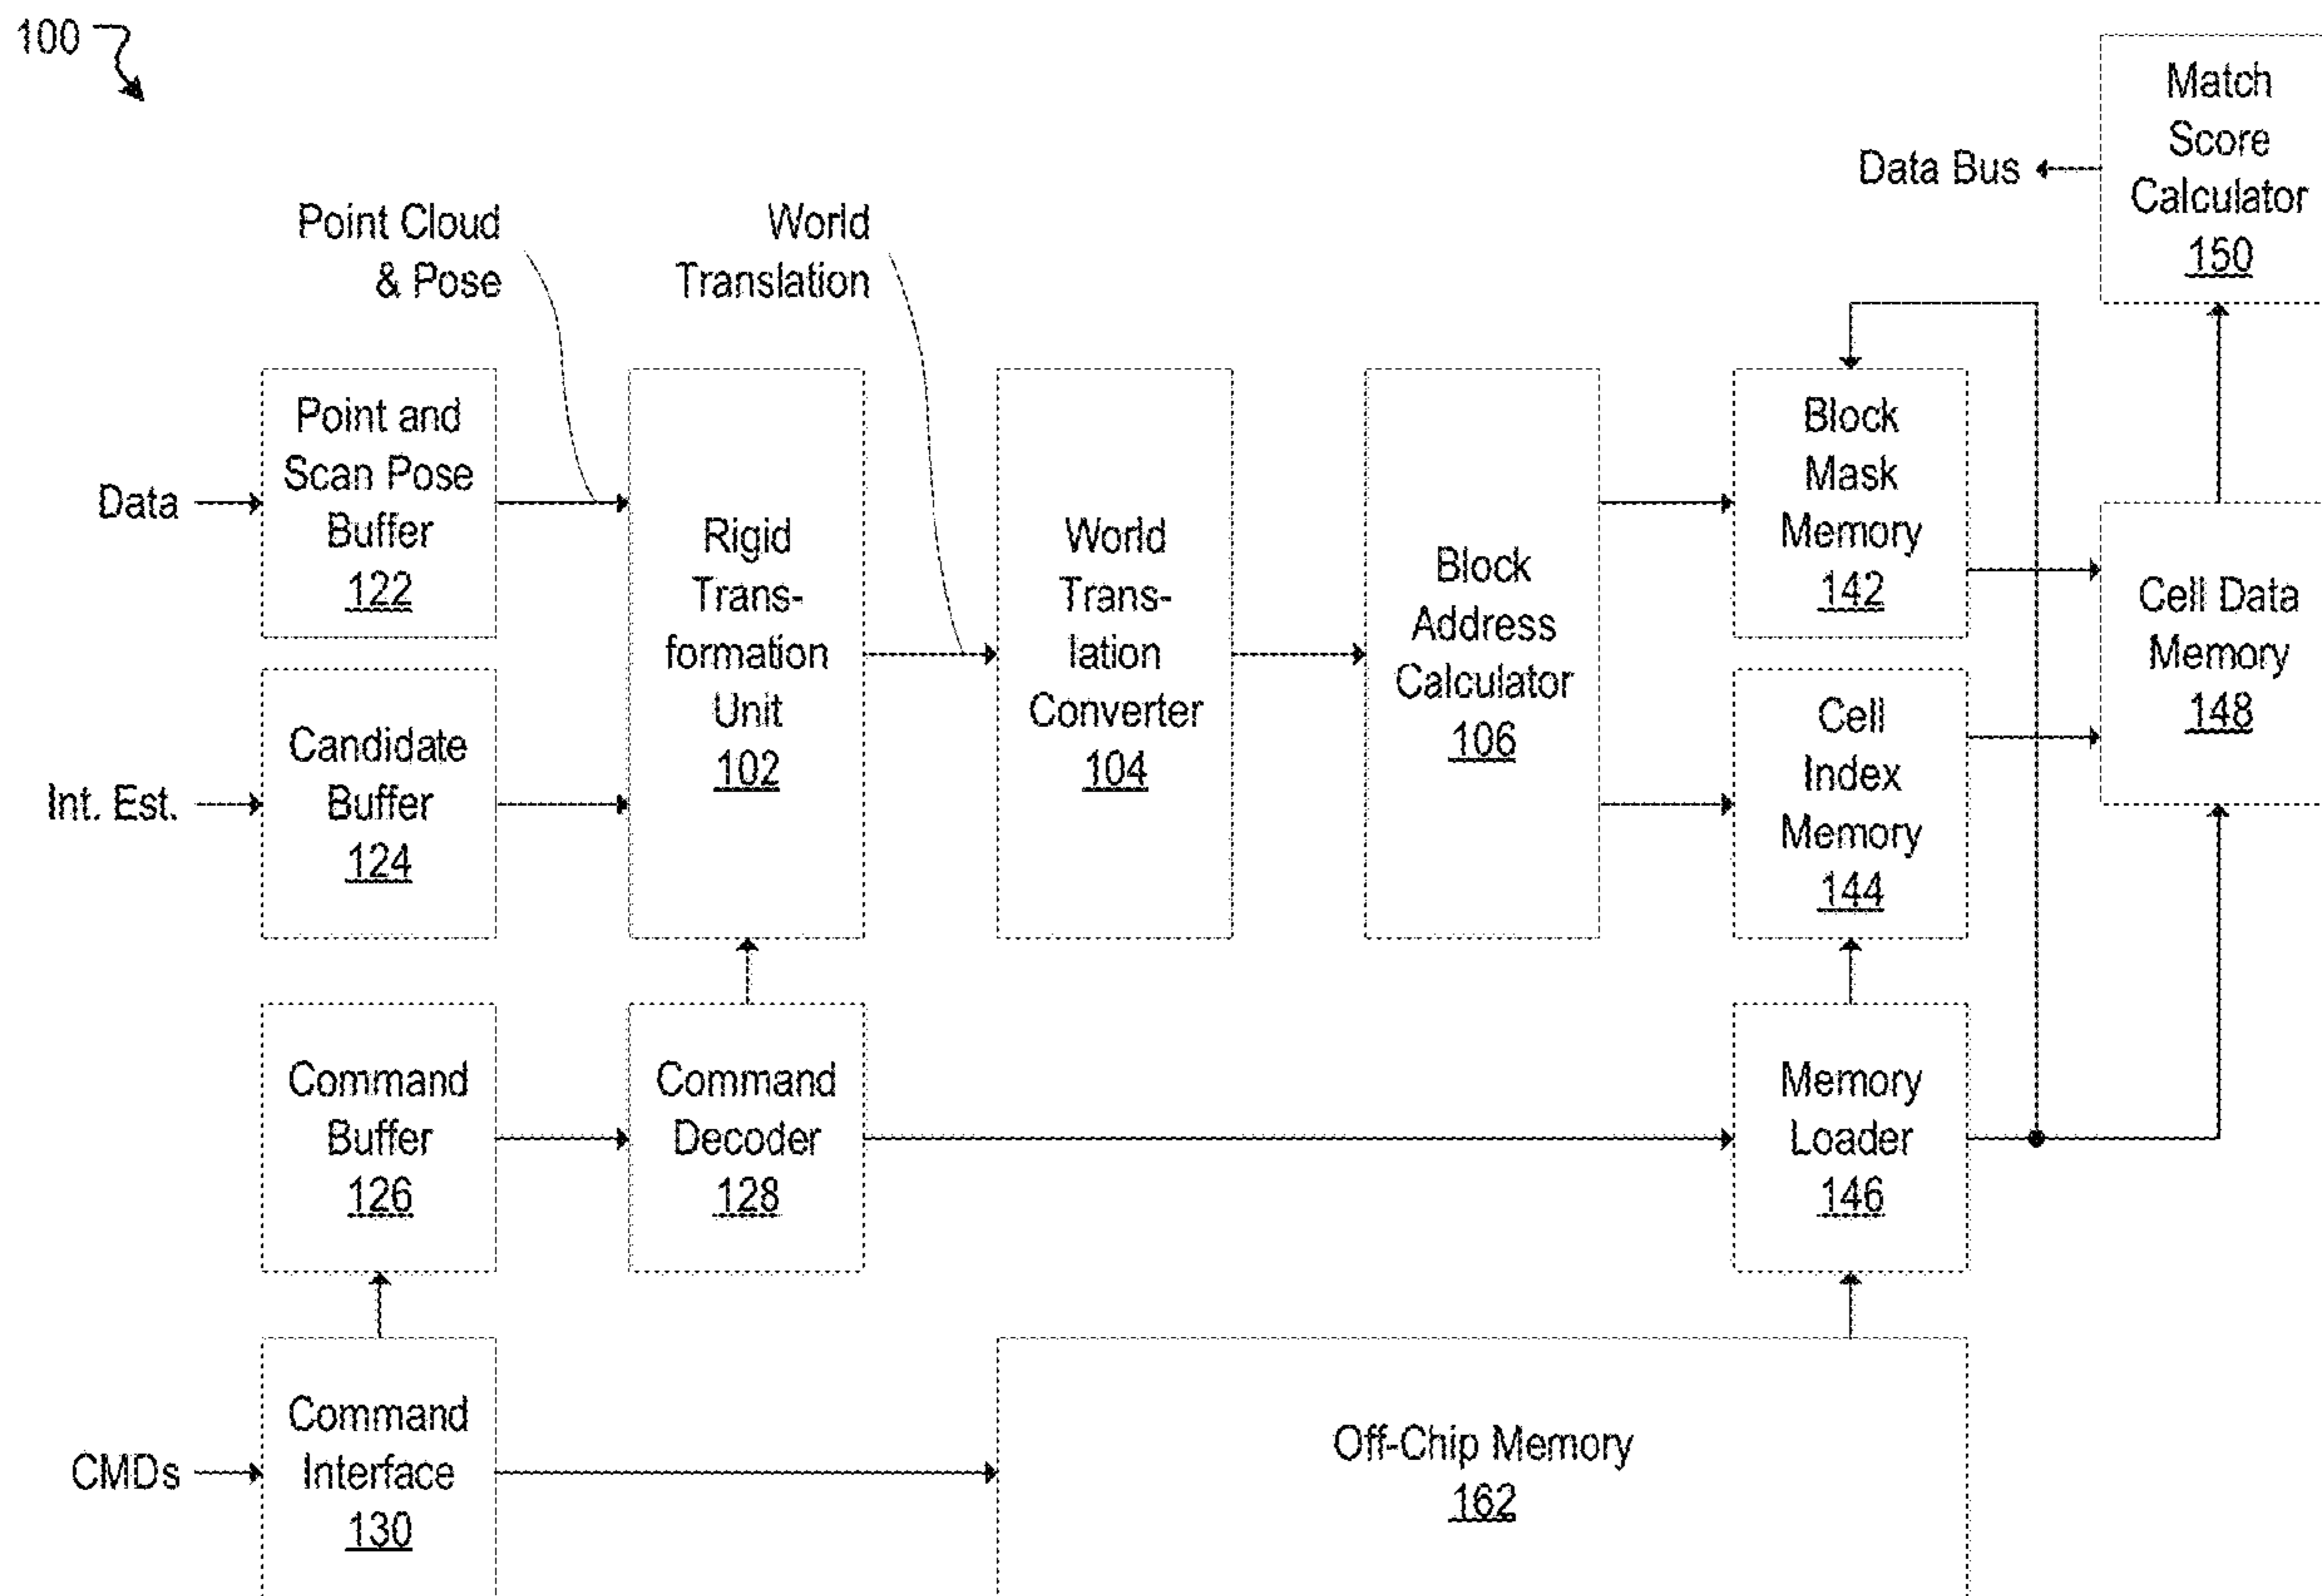 100
Match
Score
Calculator
150
Data Bus
Point Cloud
& Pose
World
Translation
Data
Point and
Scan Pose
Buffer
122
Int. Est.
Candidate
Buffer
124
Rigid
Trans-
formation
Unit
102
World
Trans-
lation
Converter
104
Block
Address
Calculator
106
Block
Mask
Memory
142
Cell
Index
Memory
144
Cell Data
Memory
148
Command
Buffer
126
Command
Decoder
128
Memory
Loader
146
CMDs
Command
Interface
130
Off-Chip Memory
162